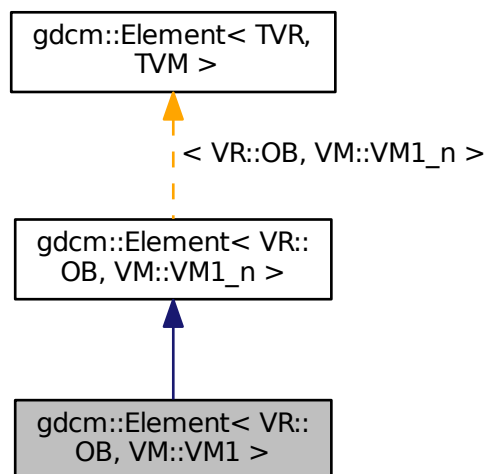 gdcm::Element< TVR,
TVM >
< VR::OB, VM::VM1_n >
gdcm::Element< VR::
OB, VM::VM1_n >
gdcm::Element< VR::
OB, VM::VM1 >